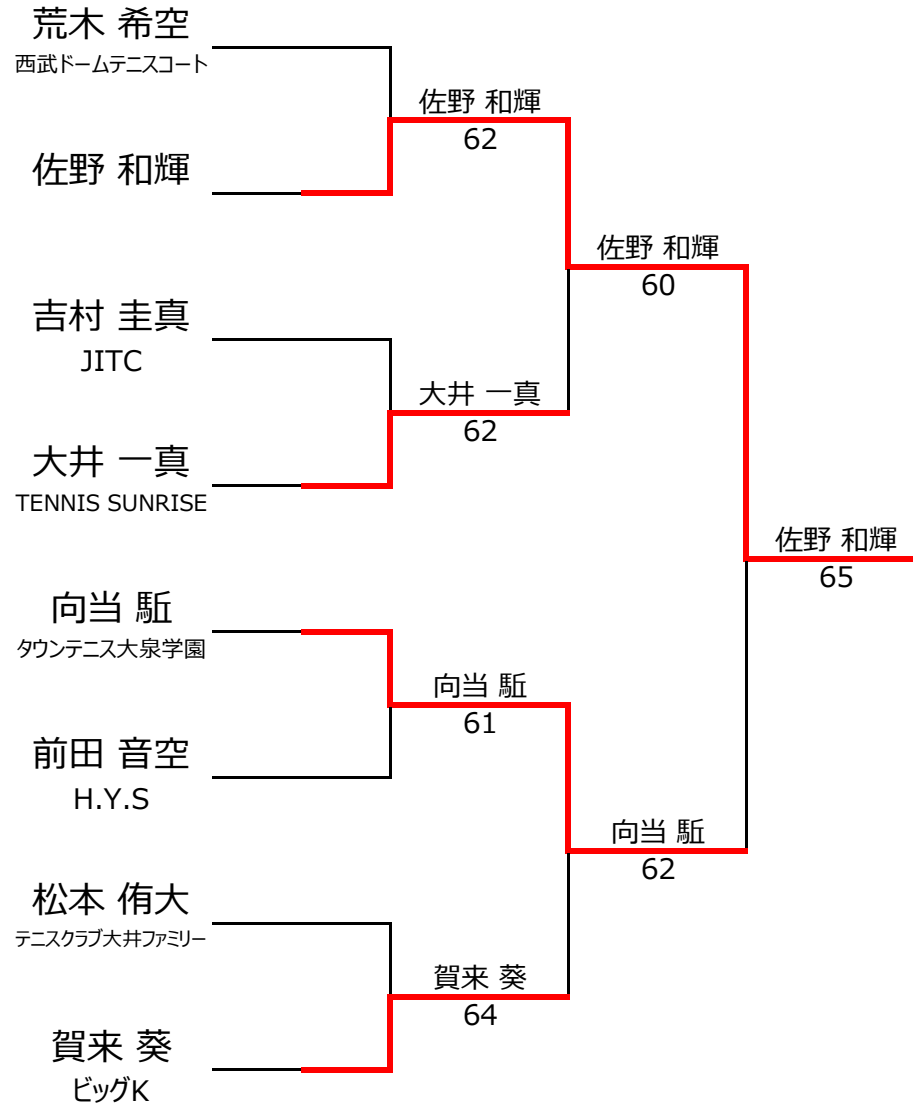 荒木 希空
西武ドームテニスコート
佐野 和輝
62
佐野 和輝
佐野 和輝
60
吉村 圭真
JITC
大井 一真
62
大井 一真
TENNIS SUNRISE
佐野 和輝
65
向当 駈
タウンテニス大泉学園
向当 駈
61
前田 音空
H.Y.S
向当 駈
62
松本 侑大
テニスクラブ大井ファミリー
賀来 葵
64
賀来 葵
ビッグK